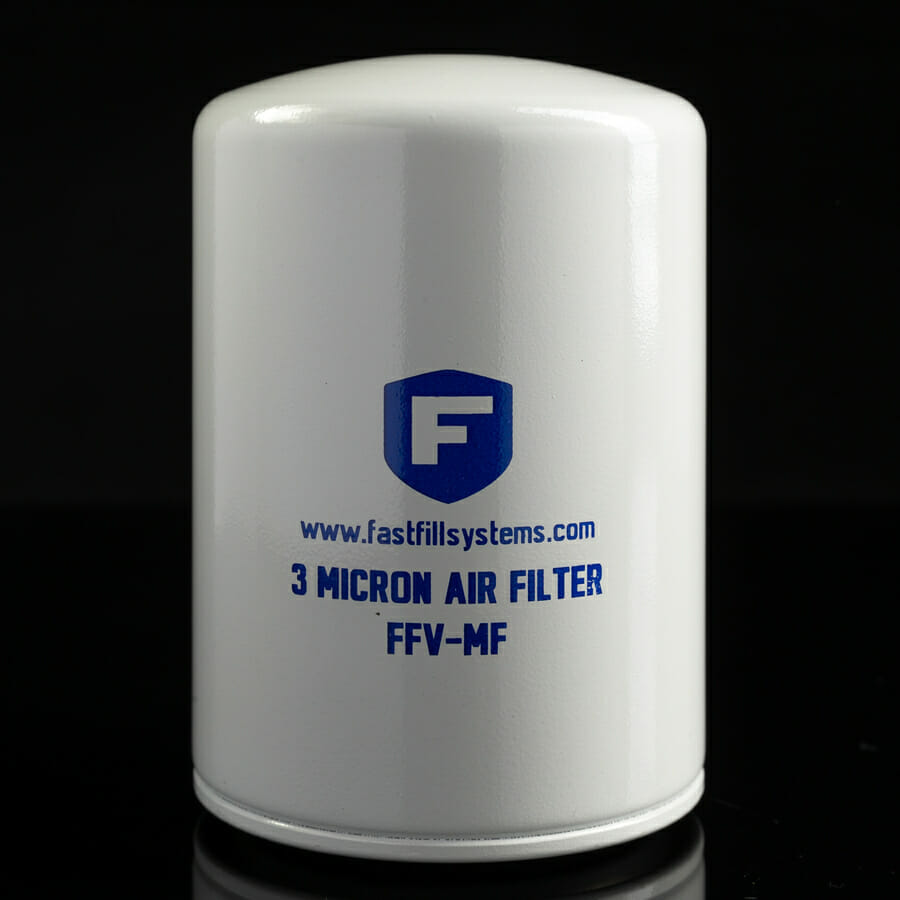 F
www.fastfillsystems.com
3 MICRON AIR FILTER
FFV-MF